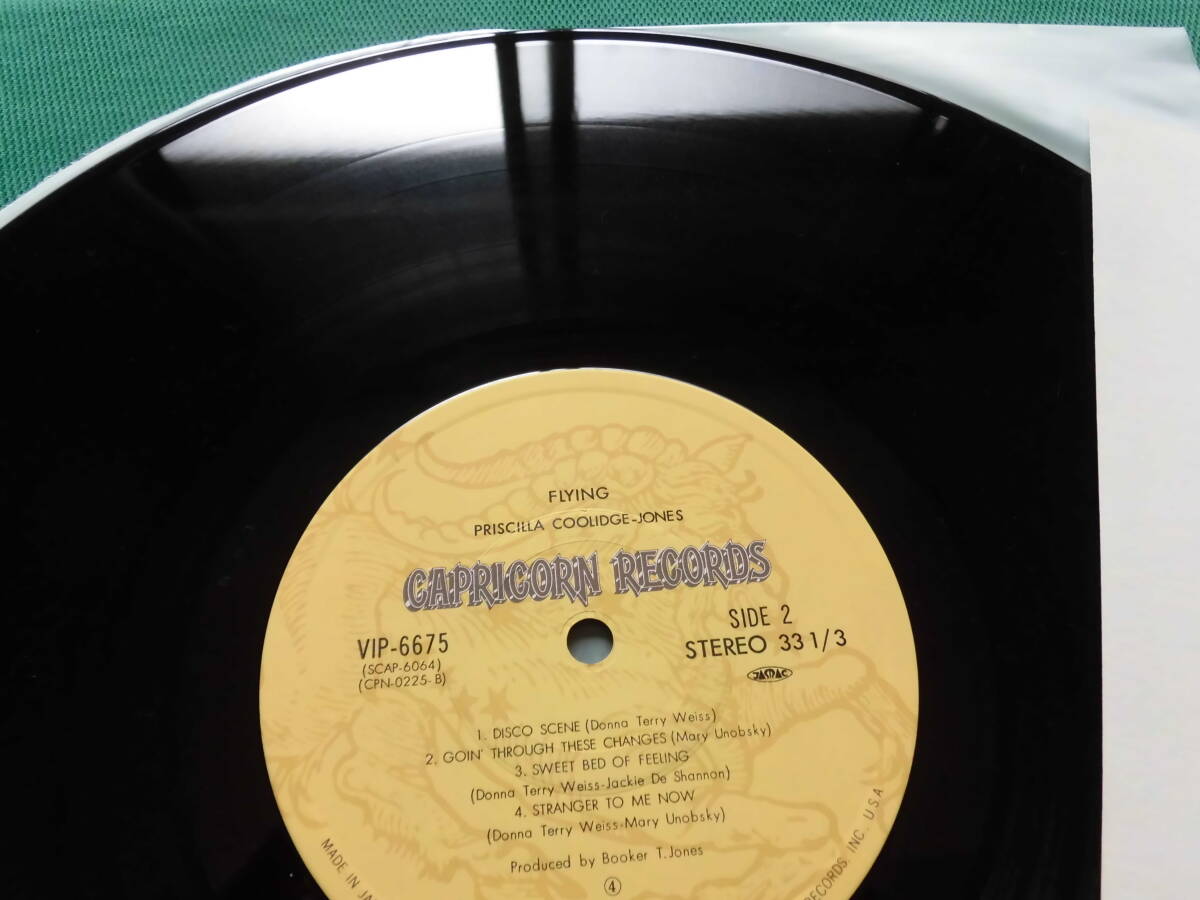 FLYING
PRISCILLA COOLIDGE-JONES
CAPRICORN RECORDS
VIP-6675
(SCAP-6064)
(CPN-0225-B)
SIDE 2
STEREO 33 1/3
JASRAC
1. DISCO SCENE (Donna Terry Weiss)
2. GOIN' THROUGH THESE CHANGES (Mary Unobsky)
3. SWEET BED OF FEELING
(Donna Terry Weiss-Jackie De Shannon)
4. STRANGER TO ME NOW
(Donna Terry Weiss-Mary Unobsky)
Produced by Booker T. Jones
④
MADE IN JA
RECORDS INC. U.S.A